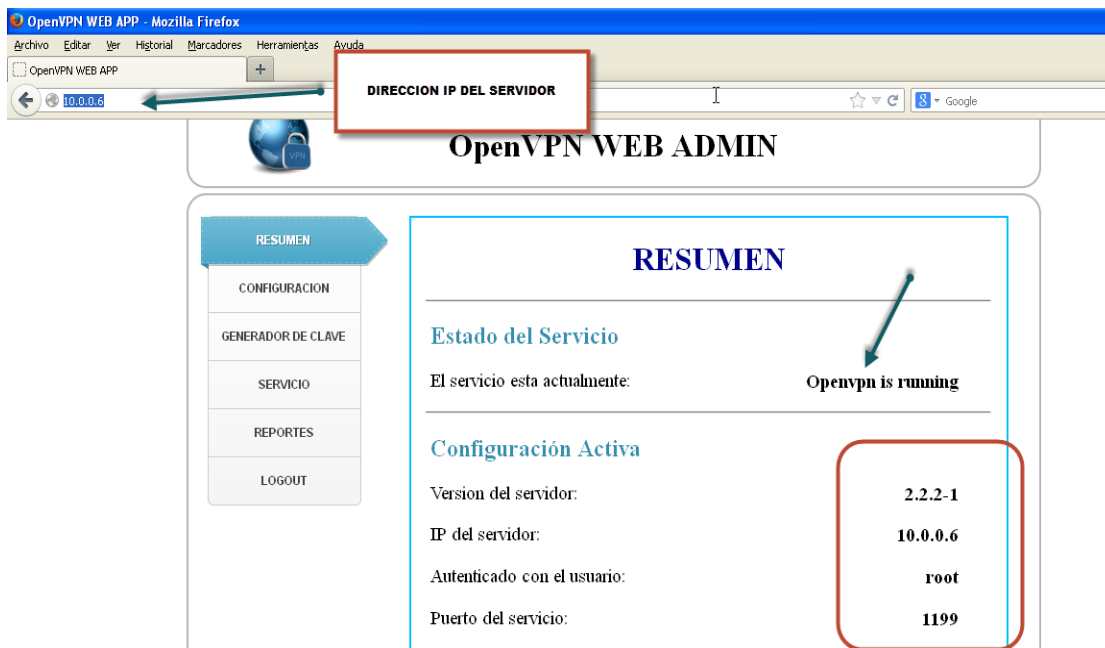 OpenVPN WEB APP - Mozilla Firefox
Archivo Editar Ver Historial Marcadores Herramientas Ayuda
OpenVPN WEB APP +
10.0.0.6
Google
DIRECCION IP DEL SERVIDOR
VPN
OpenVPN WEB ADMIN
RESUMEN
CONFIGURACION
GENERADOR DE CLAVE
SERVICIO
REPORTES
LOGOUT
RESUMEN
Estado del Servicio
El servicio esta actualmente: Openvpn is running
Configuración Activa
Version del servidor: 2.2.2-1
IP del servidor: 10.0.0.6
Autenticado con el usuario: root
Puerto del servicio: 1199